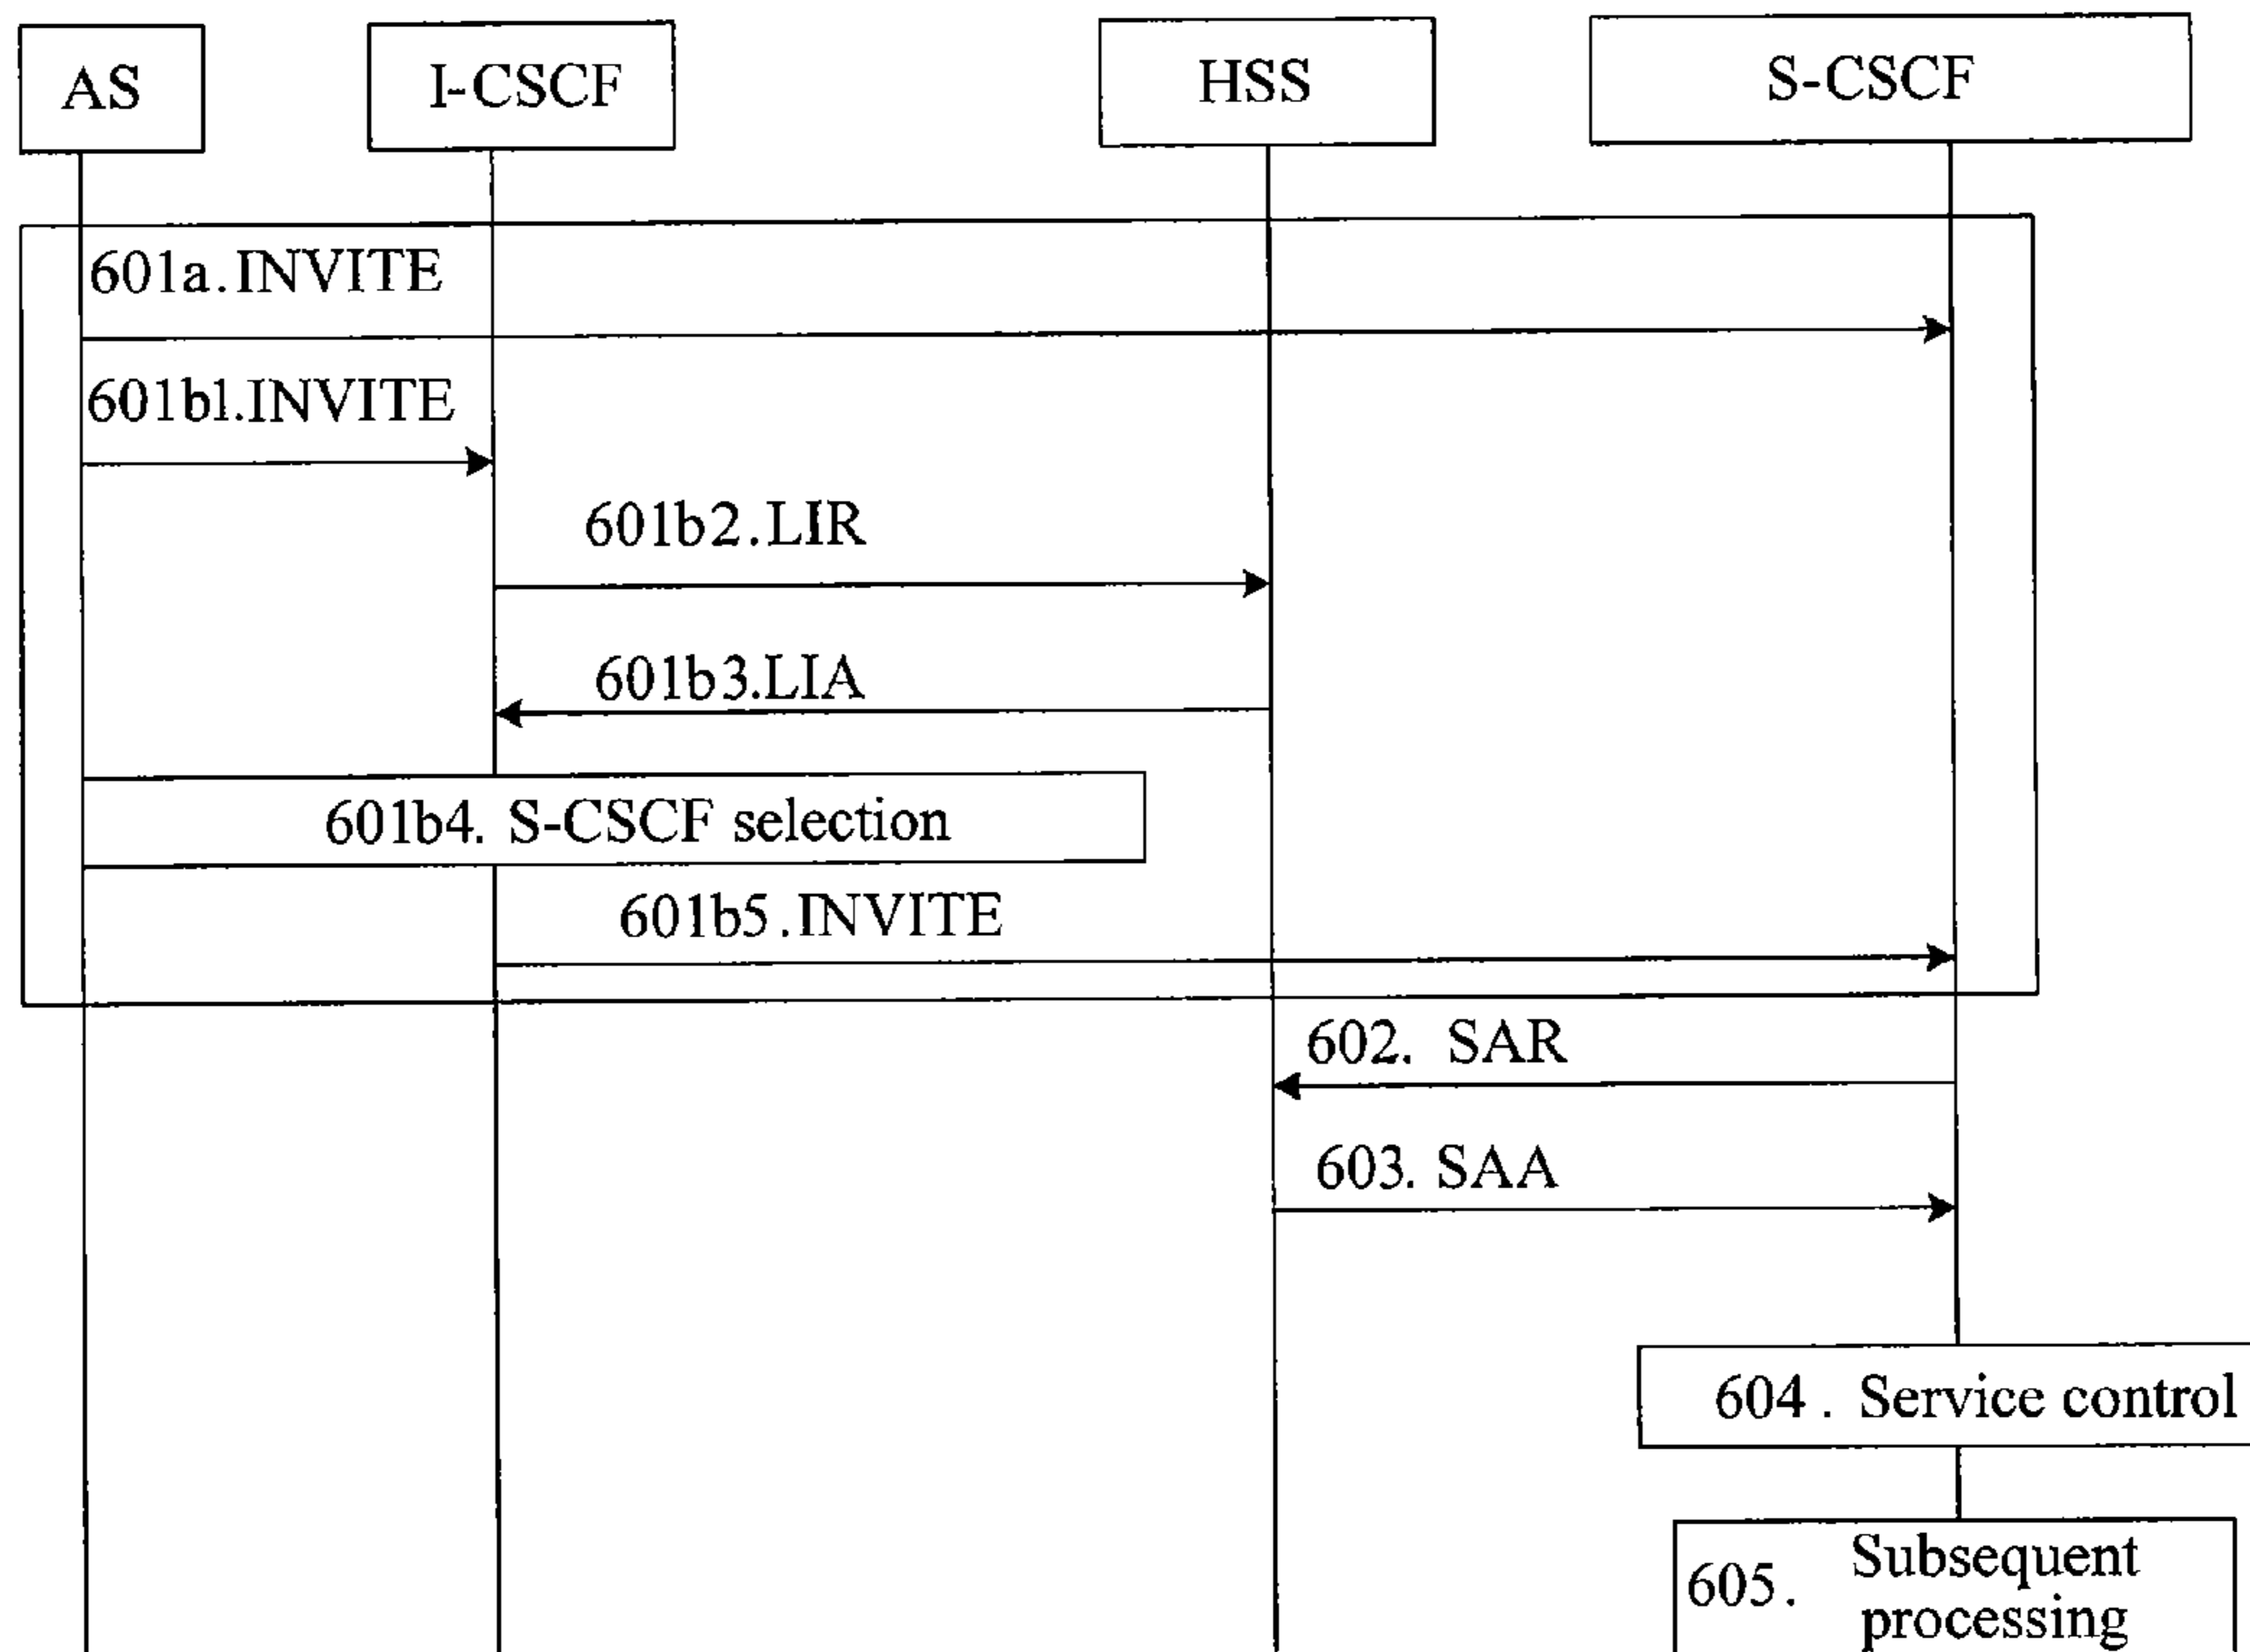 AS
I-CSCF
HSS
S-CSCF
601a.INVITE
601b1.INVITE
601b2.LIR
601b3.LIA
601b4. S-CSCF selection
601b5.INVITE
602. SAR
603. SAA
604. Service control
605. Subsequent
processing